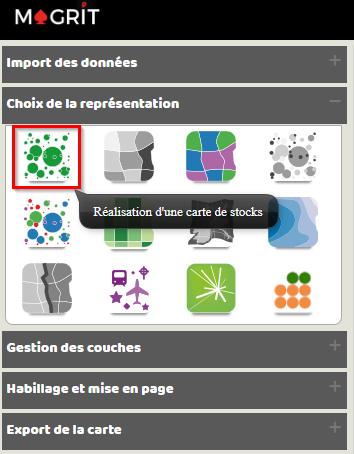 MAGRIT
Import des données
Choix de la représentation
Réalisation d'une carte de stocks
Gestion des couches
Habillage et mise en page
Export de la carte